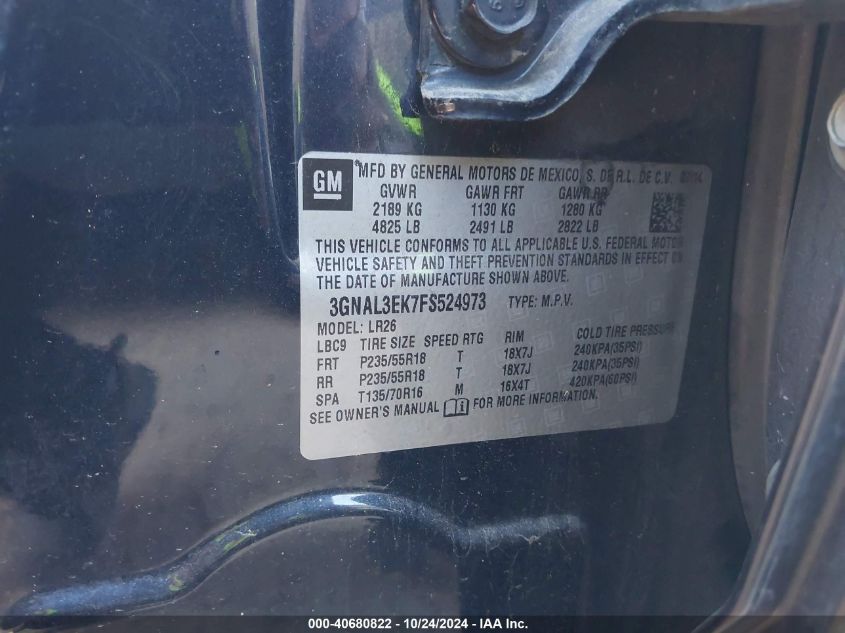 GM
MFD BY GENERAL MOTORS DE MEXICO, S. DE R.L. DE C.V.
GVWR GAWR FRT GAWR RR
2189 KG 1130 KG 1280 KG
4825 LB 2491 LB 2822 LB
THIS VEHICLE CONFORMS TO ALL APPLICABLE U.S. FEDERAL MOTOR
VEHICLE SAFETY AND THEFT PREVENTION STANDARDS IN EFFECT ON
THE DATE OF MANUFACTURE SHOWN ABOVE.
3GNAL3EK7FS524973 TYPE: M.P.V.
MODEL: LR26
LBC9 TIRE SIZE SPEED RTG RIM COLD TIRE PRESSURE
FRT P235/55R18 T 18X7J 240KPA(35PSI)
RR P235/55R18 T 18X7J 240KPA(35PSI)
SPA T135/70R16 M 16X4T 420KPA(60PSI)
SEE OWNER'S MANUAL FOR MORE INFORMATION.
000-40680822 - 10/24/2024 - IAA Inc.